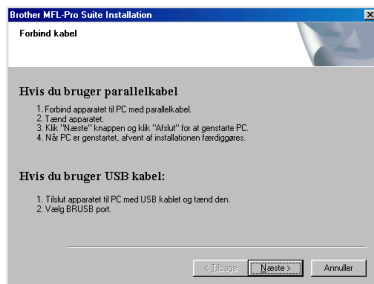 Brother MFL-Pro Suite Installation
Forbind kabel
Hvis du bruger parallelkabel
1. Forbind apparatet til PC med parallelkabel.
2. Tænd apparatet.
3. Klik "Næste" knappen og klik "Afslut" for at genstarte PC.
4. Når PC er genstartet, afvent af installationen færdiggøres.
Hvis du bruger USB kabel:
1. Tilslut apparatet til PC med USB kablet og tænd den.
2. Vælg BRUSB port.
< Tilbage
Næste >
Annuller